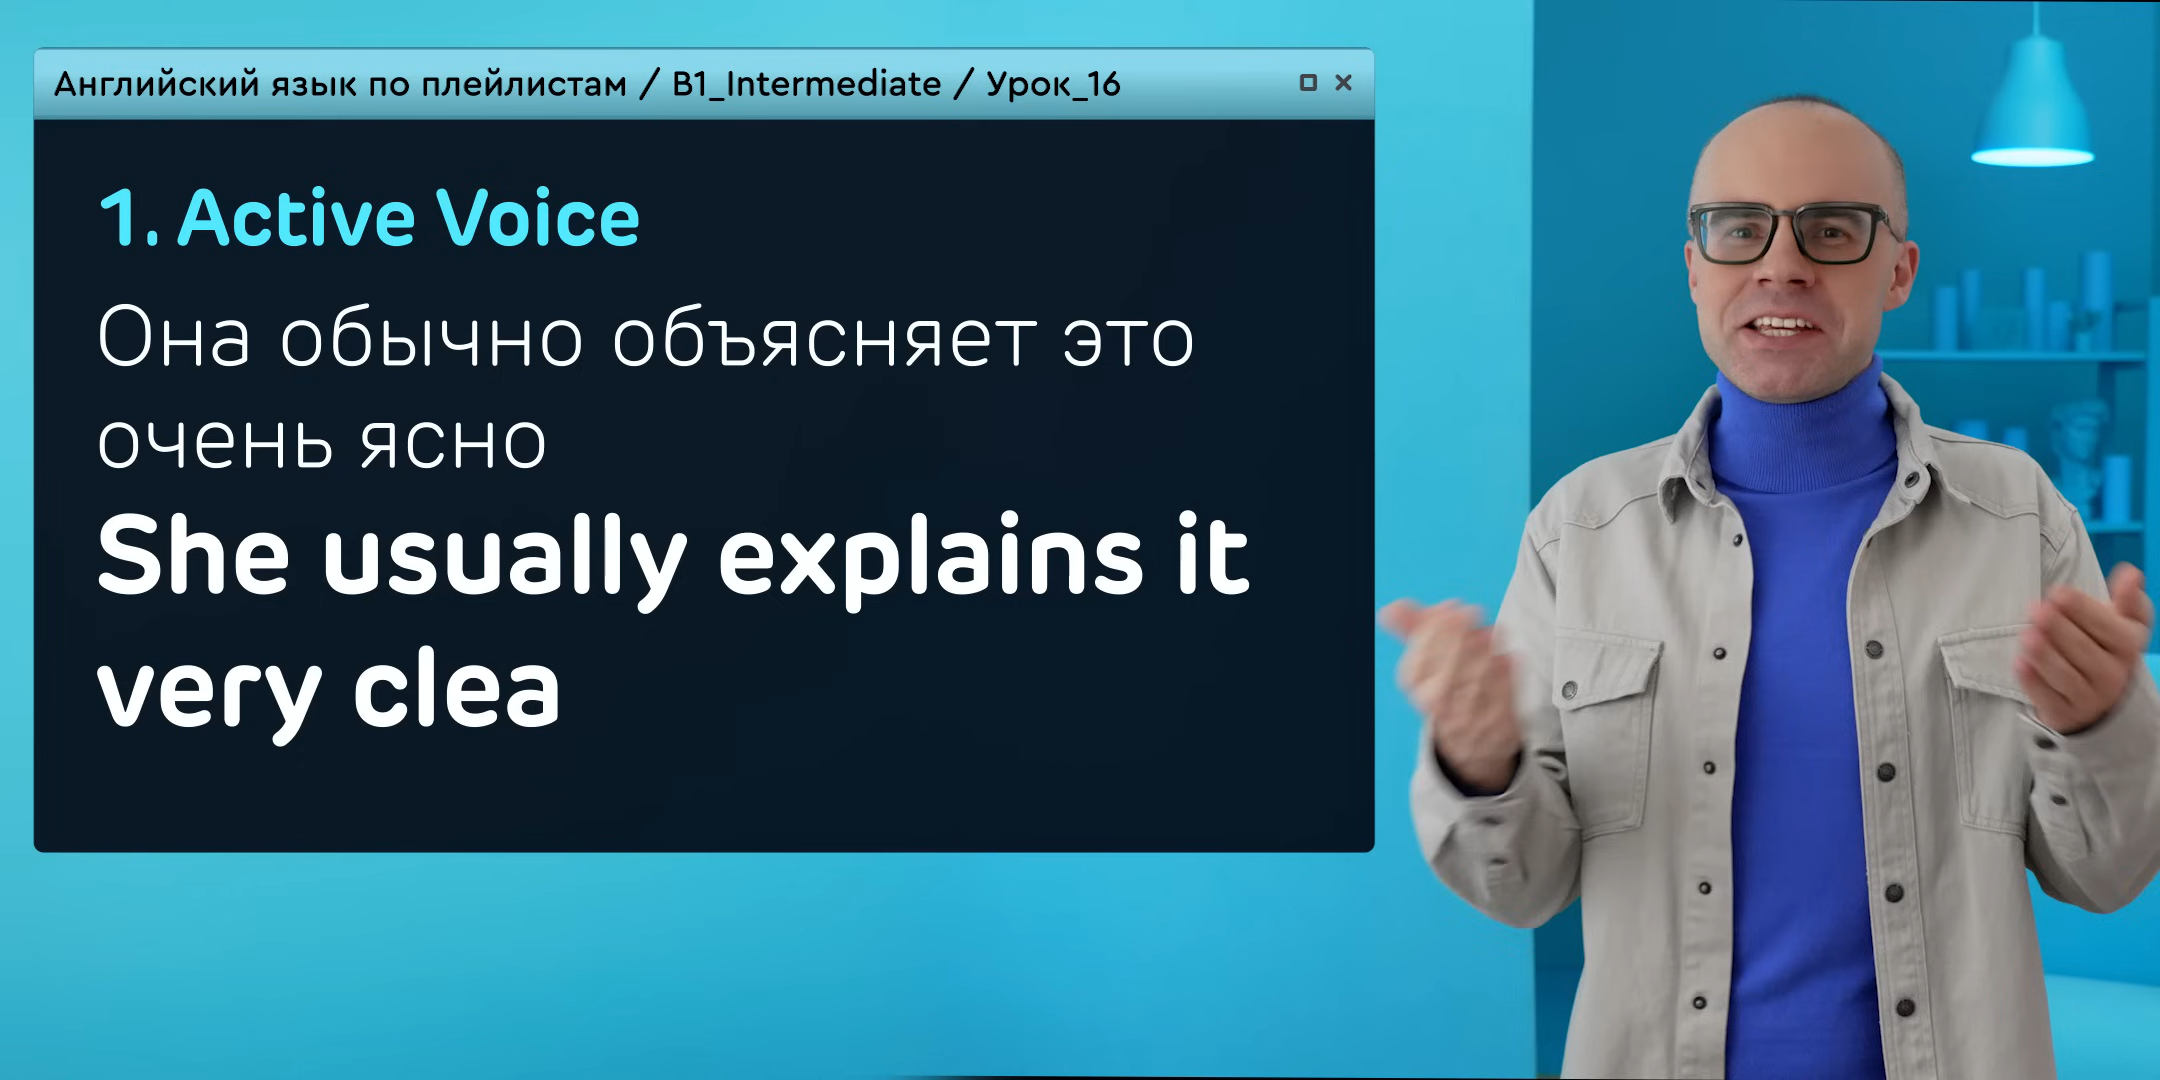 Английский язык по плейлистам / B1_Intermediate / Урок_16
1. Active Voice
Она обычно объясняет это
очень ясно
She usually explains it
very clea